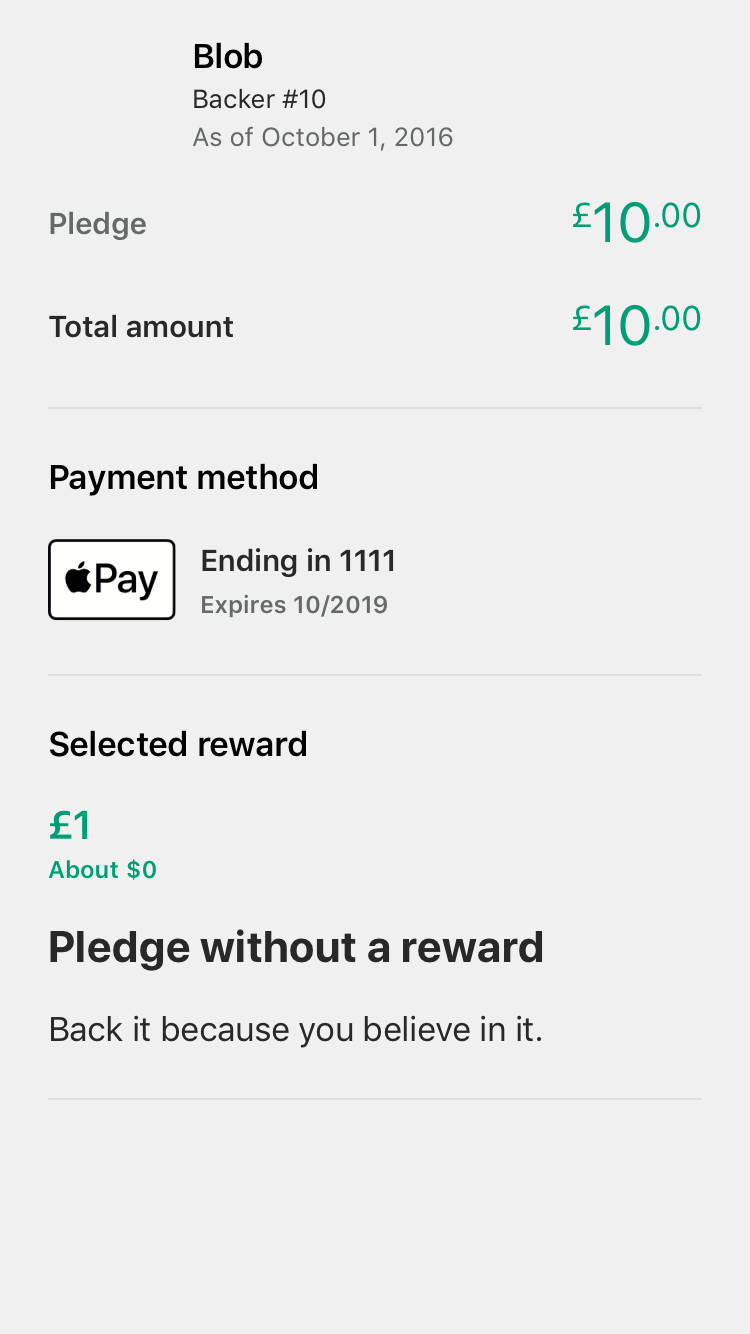 Blob
Backer #10
As of October 1, 2016
Pledge £10.00
Total amount £10.00
Payment method
Pay
Ending in 1111
Expires 10/2019
Selected reward
£1
About $0
Pledge without a reward
Back it because you believe in it.